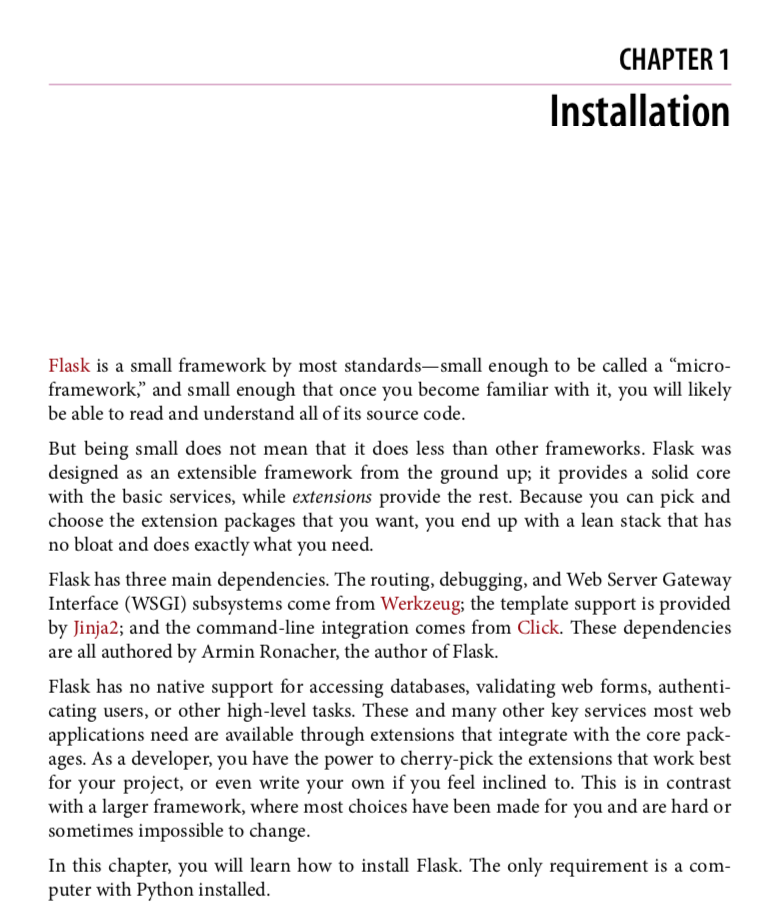 CHAPTER 1
Installation
Flask is a small framework by most standards—small enough to be called a “micro-
framework,” and small enough that once you become familiar with it, you will likely
be able to read and understand all of its source code.
But being small does not mean that it does less than other frameworks. Flask was
designed as an extensible framework from the ground up; it provides a solid core
with the basic services, while extensions provide the rest. Because you can pick and
choose the extension packages that you want, you end up with a lean stack that has
no bloat and does exactly what you need.
Flask has three main dependencies. The routing, debugging, and Web Server Gateway
Interface (WSGI) subsystems come from Werkzeug; the template support is provided
by Jinja2; and the command-line integration comes from Click. These dependencies
are all authored by Armin Ronacher, the author of Flask.
Flask has no native support for accessing databases, validating web forms, authenti-
cating users, or other high-level tasks. These and many other key services most web
applications need are available through extensions that integrate with the core pack-
ages. As a developer, you have the power to cherry-pick the extensions that work best
for your project, or even write your own if you feel inclined to. This is in contrast
with a larger framework, where most choices have been made for you and are hard or
sometimes impossible to change.
In this chapter, you will learn how to install Flask. The only requirement is a com-
puter with Python installed.